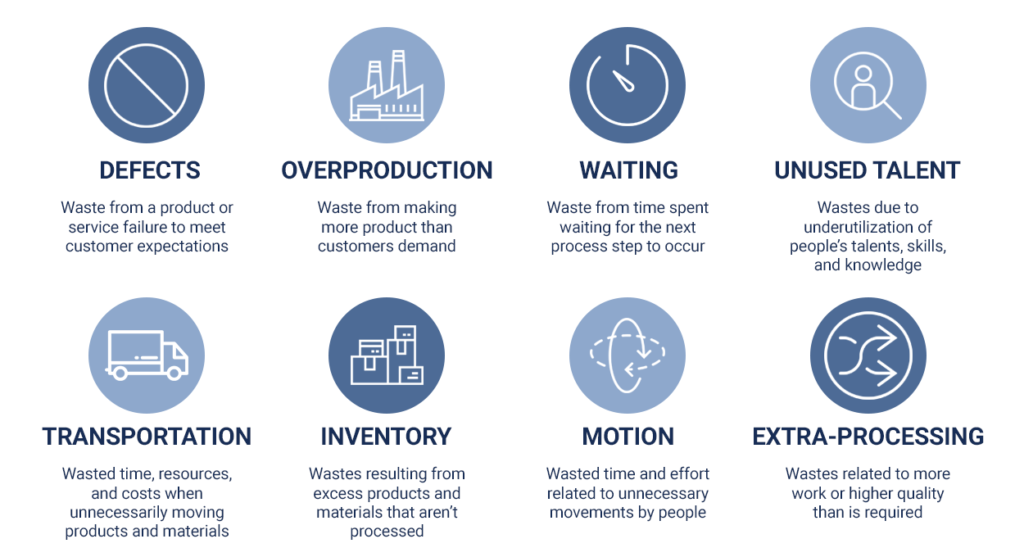 DEFECTS
Waste from a product or
service failure to meet
customer expectations
OVERPRODUCTION
Waste from making
more product than
customers demand
WAITING
Waste from time spent
waiting for the next
process step to occur
UNUSED TALENT
Wastes due to
underutilization of
people's talents, skills,
and knowledge
TRANSPORTATION
Wasted time, resources,
and costs when
unnecessarily moving
products and materials
INVENTORY
Wastes resulting from
excess products and
materials that aren't
processed
MOTION
Wasted time and effort
related to unnecessary
movements by people
EXTRA-PROCESSING
Wastes related to more
work or higher quality
than is required